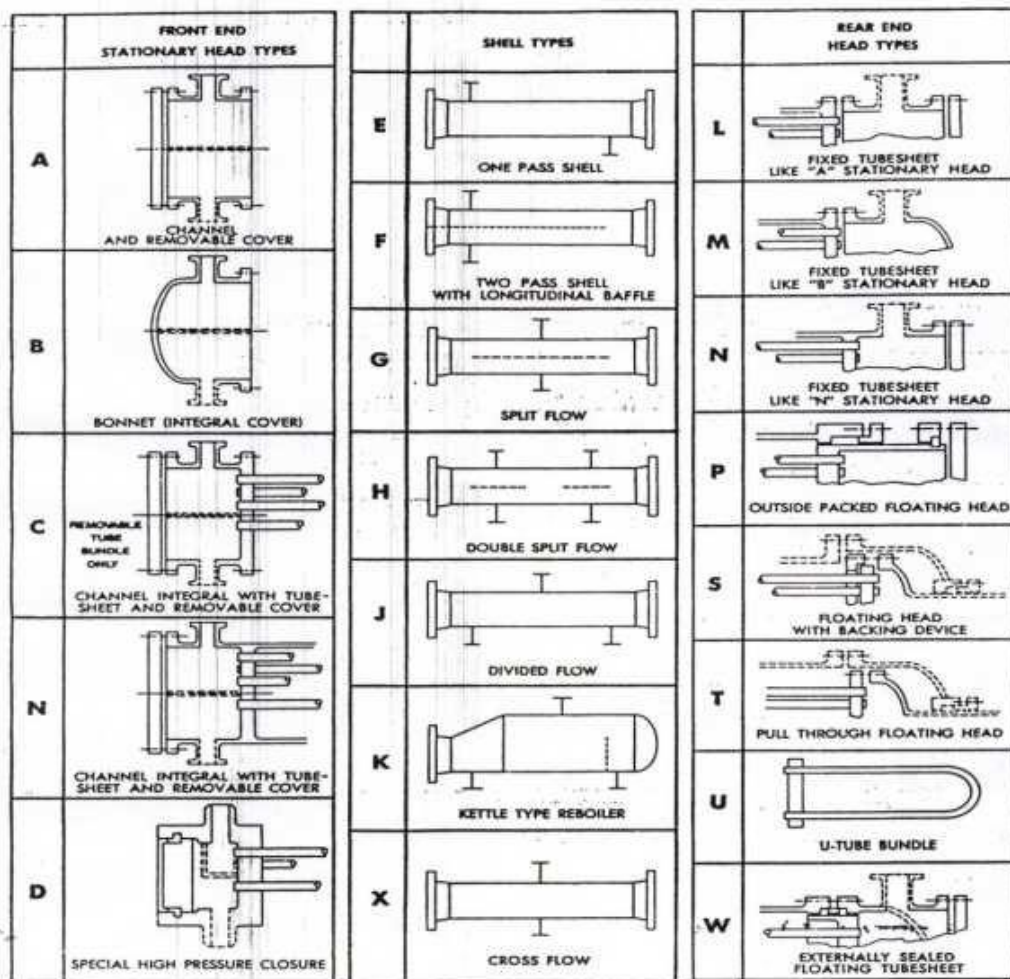 FRONT END
STATIONARY HEAD TYPES
A
CHANNEL
AND REMOVABLE COVER
B
BONNET (INTEGRAL COVER)
C
REMOVABLE
TUBE
BUNDLE
ONLY
CHANNEL INTEGRAL WITH TUBE-
SHEET AND REMOVABLE COVER
N
CHANNEL INTEGRAL WITH TUBE-
SHEET AND REMOVABLE COVER
D
SPECIAL HIGH PRESSURE CLOSURE
SHELL TYPES
E
ONE PASS SHELL
F
TWO PASS SHELL
WITH LONGITUDINAL BAFFLE
G
SPLIT FLOW
H
DOUBLE SPLIT FLOW
J
DIVIDED FLOW
K
KETTLE TYPE REBOILER
X
CROSS FLOW
REAR END
HEAD TYPES
L
FIXED TUBESHEET
LIKE "A" STATIONARY HEAD
M
FIXED TUBESHEET
LIKE "B" STATIONARY HEAD
N
FIXED TUBESHEET
LIKE "N" STATIONARY HEAD
P
OUTSIDE PACKED FLOATING HEAD
S
FLOATING HEAD
WITH BACKING DEVICE
T
PULL THROUGH FLOATING HEAD
U
U-TUBE BUNDLE
W
EXTERNALLY SEALED
FLOATING TUBESHEET